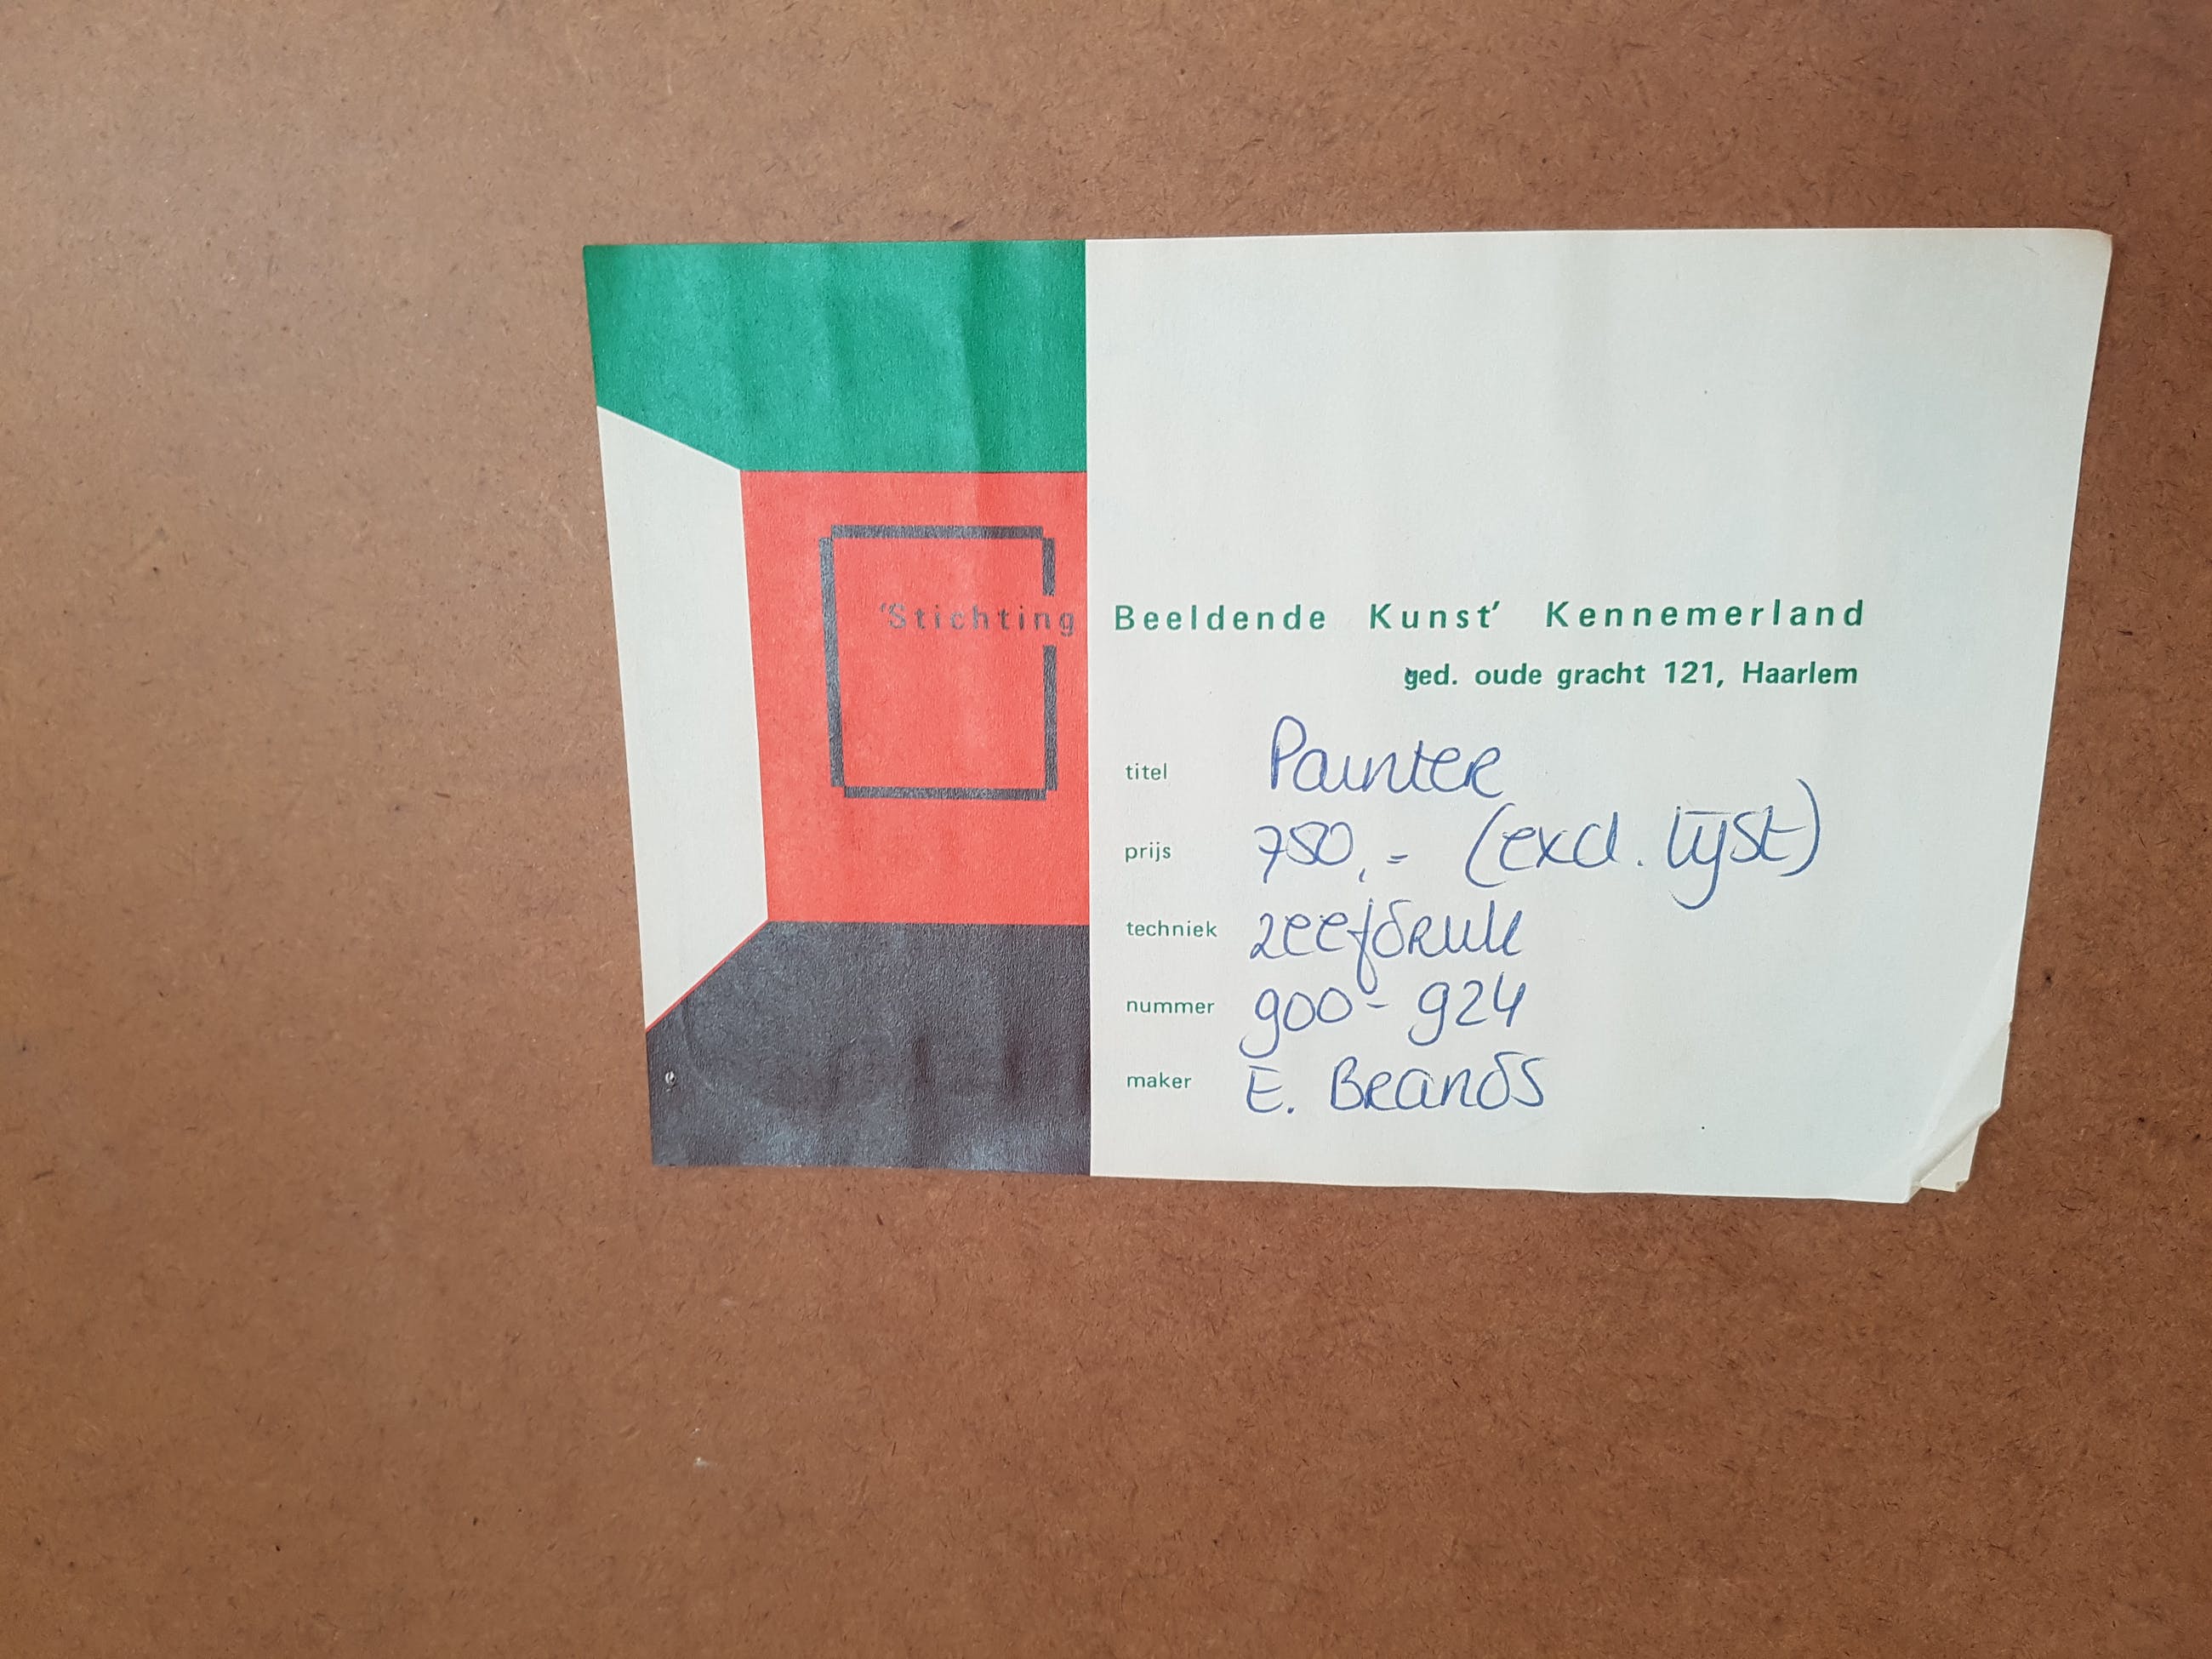 'Stichting Beeldende Kunst' Kennemerland
ged. oude gracht 121, Haarlem
titel Painter
prijs 750,= (excl. lijst)
techniek zeefdruk
nummer 900-924
maker E. Brands